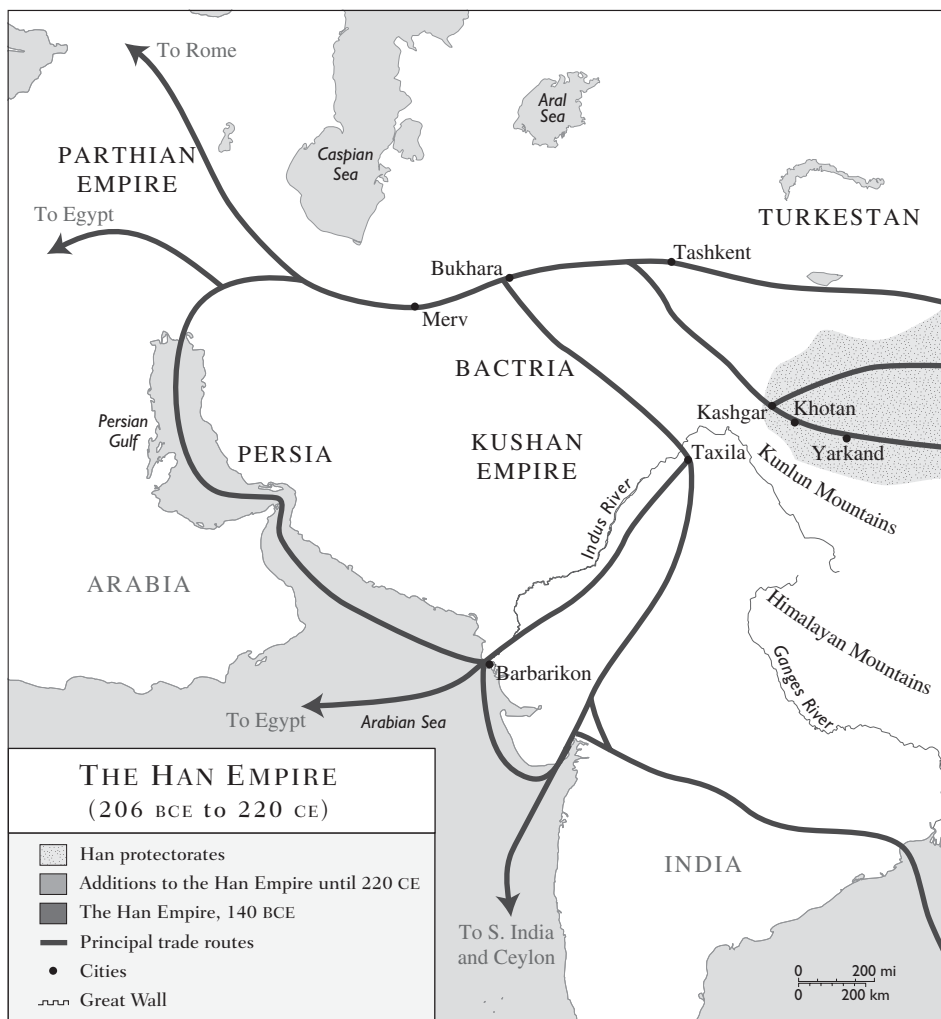 To Rome
Aral
Sea
PARTHIAN
EMPIRE
Caspian
Sea
To Egypt
TURKESTAN
Tashkent
Bukhara
Merv
BACTRIA
Kashgar
Khotan
Persian
Gulf
PERSIA
KUSHAN
EMPIRE
Taxila
Yarkand
Kunlun Mountains
Indus River
ARABIA
Himalayan Mountains
Barbarikon
Ganges River
To Egypt
Arabian Sea
THE HAN EMPIRE
(206 BCE to 220 CE)
Han protectorates
Additions to the Han Empire until 220 CE
The Han Empire, 140 BCE
Principal trade routes
Cities
Great Wall
INDIA
To S. India
and Ceylon
0 200 mi
0 200 km